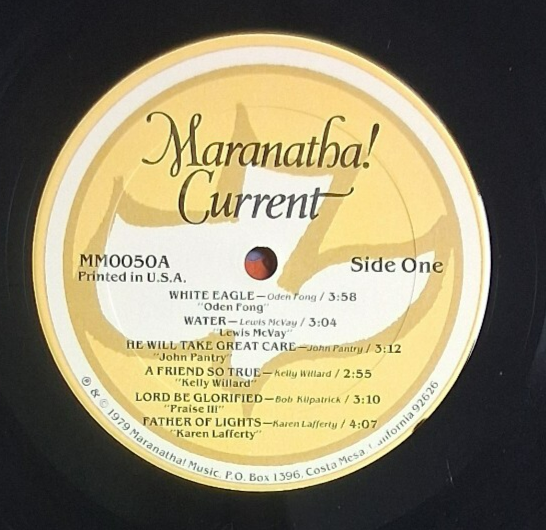 Maranatha!
Current
MM0050A
Printed in U.S.A.
Side One
WHITE EAGLE—Oden Fong / 3:58
"Oden Fong"
WATER—Lewis McVay / 3:04
"Lewis McVay"
HE WILL TAKE GREAT CARE—John Pantry / 3:12
"John Pantry"
A FRIEND SO TRUE—Kelly Willard / 2:55
"Kelly Willard"
LORD BE GLORIFIED—Bob Kilpatrick / 3:10
"Praise III"
FATHER OF LIGHTS—Karen Lafferty / 4:07
"Karen Lafferty"
℗ & © 1979 Maranatha! Music, P.O. Box 1396, Costa Mesa, California 92626